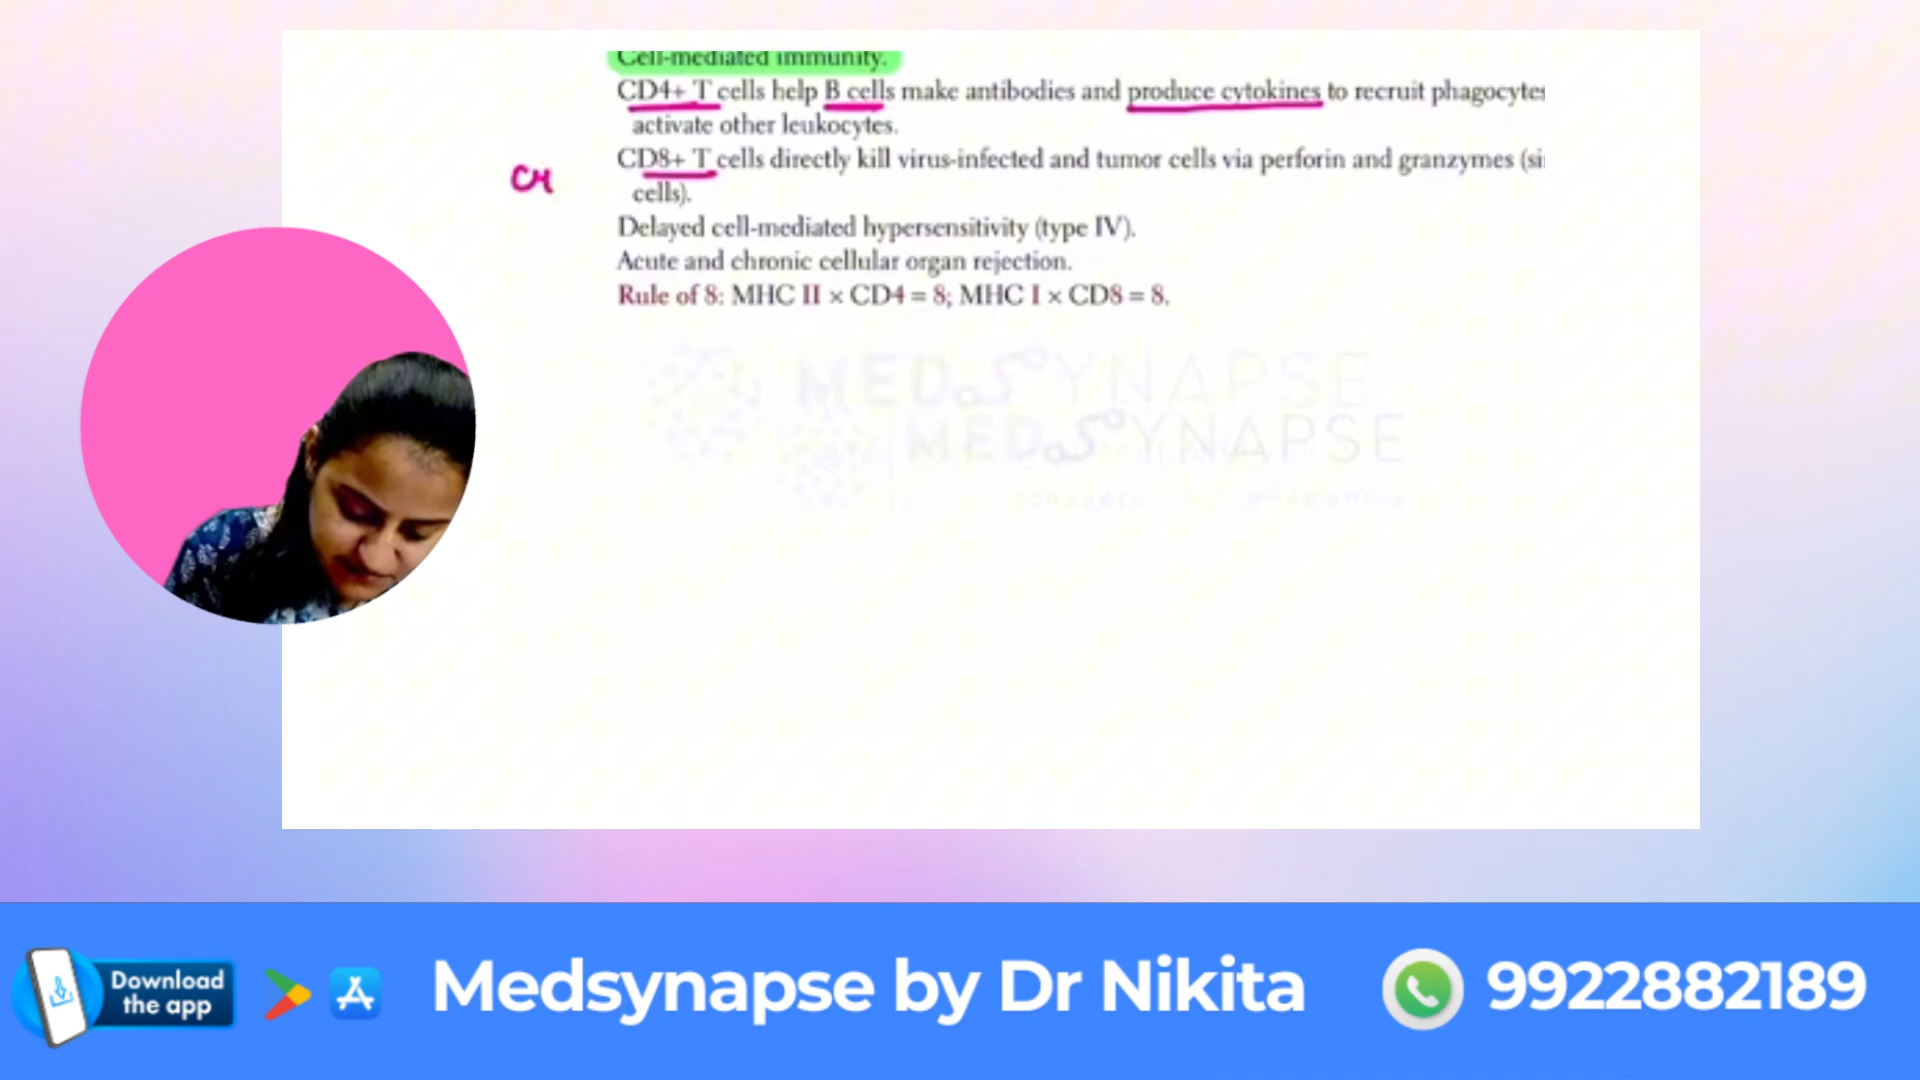 Cell-mediated immunity.
CD4+ T cells help B cells make antibodies and produce cytokines to recruit phagocytes
activate other leukocytes.
CD8+ T cells directly kill virus-infected and tumor cells via perforin and granzymes (si
cells).
Delayed cell-mediated hypersensitivity (type IV).
Acute and chronic cellular organ rejection.
Rule of 8: MHC II × CD4 = 8; MHC I × CD8 = 8.
MEDSYNAPSE
MEDSYNAPSE
Download
the app
Medsynapse by Dr Nikita
9922882189